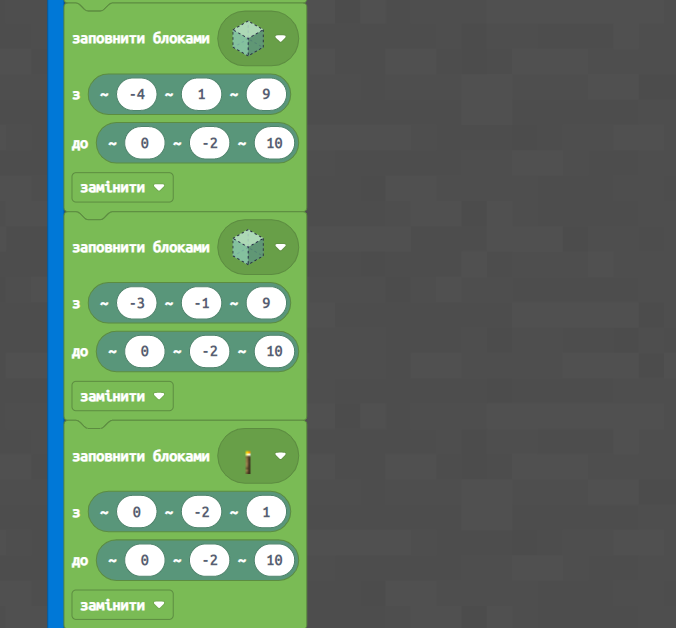 заповнити блоками
з ~ -4 ~ 1 ~ 9
до ~ 0 ~ -2 ~ 10
замінити
заповнити блоками
з ~ -3 ~ -1 ~ 9
до ~ 0 ~ -2 ~ 10
замінити
заповнити блоками
з ~ 0 ~ -2 ~ 1
до ~ 0 ~ -2 ~ 10
замінити